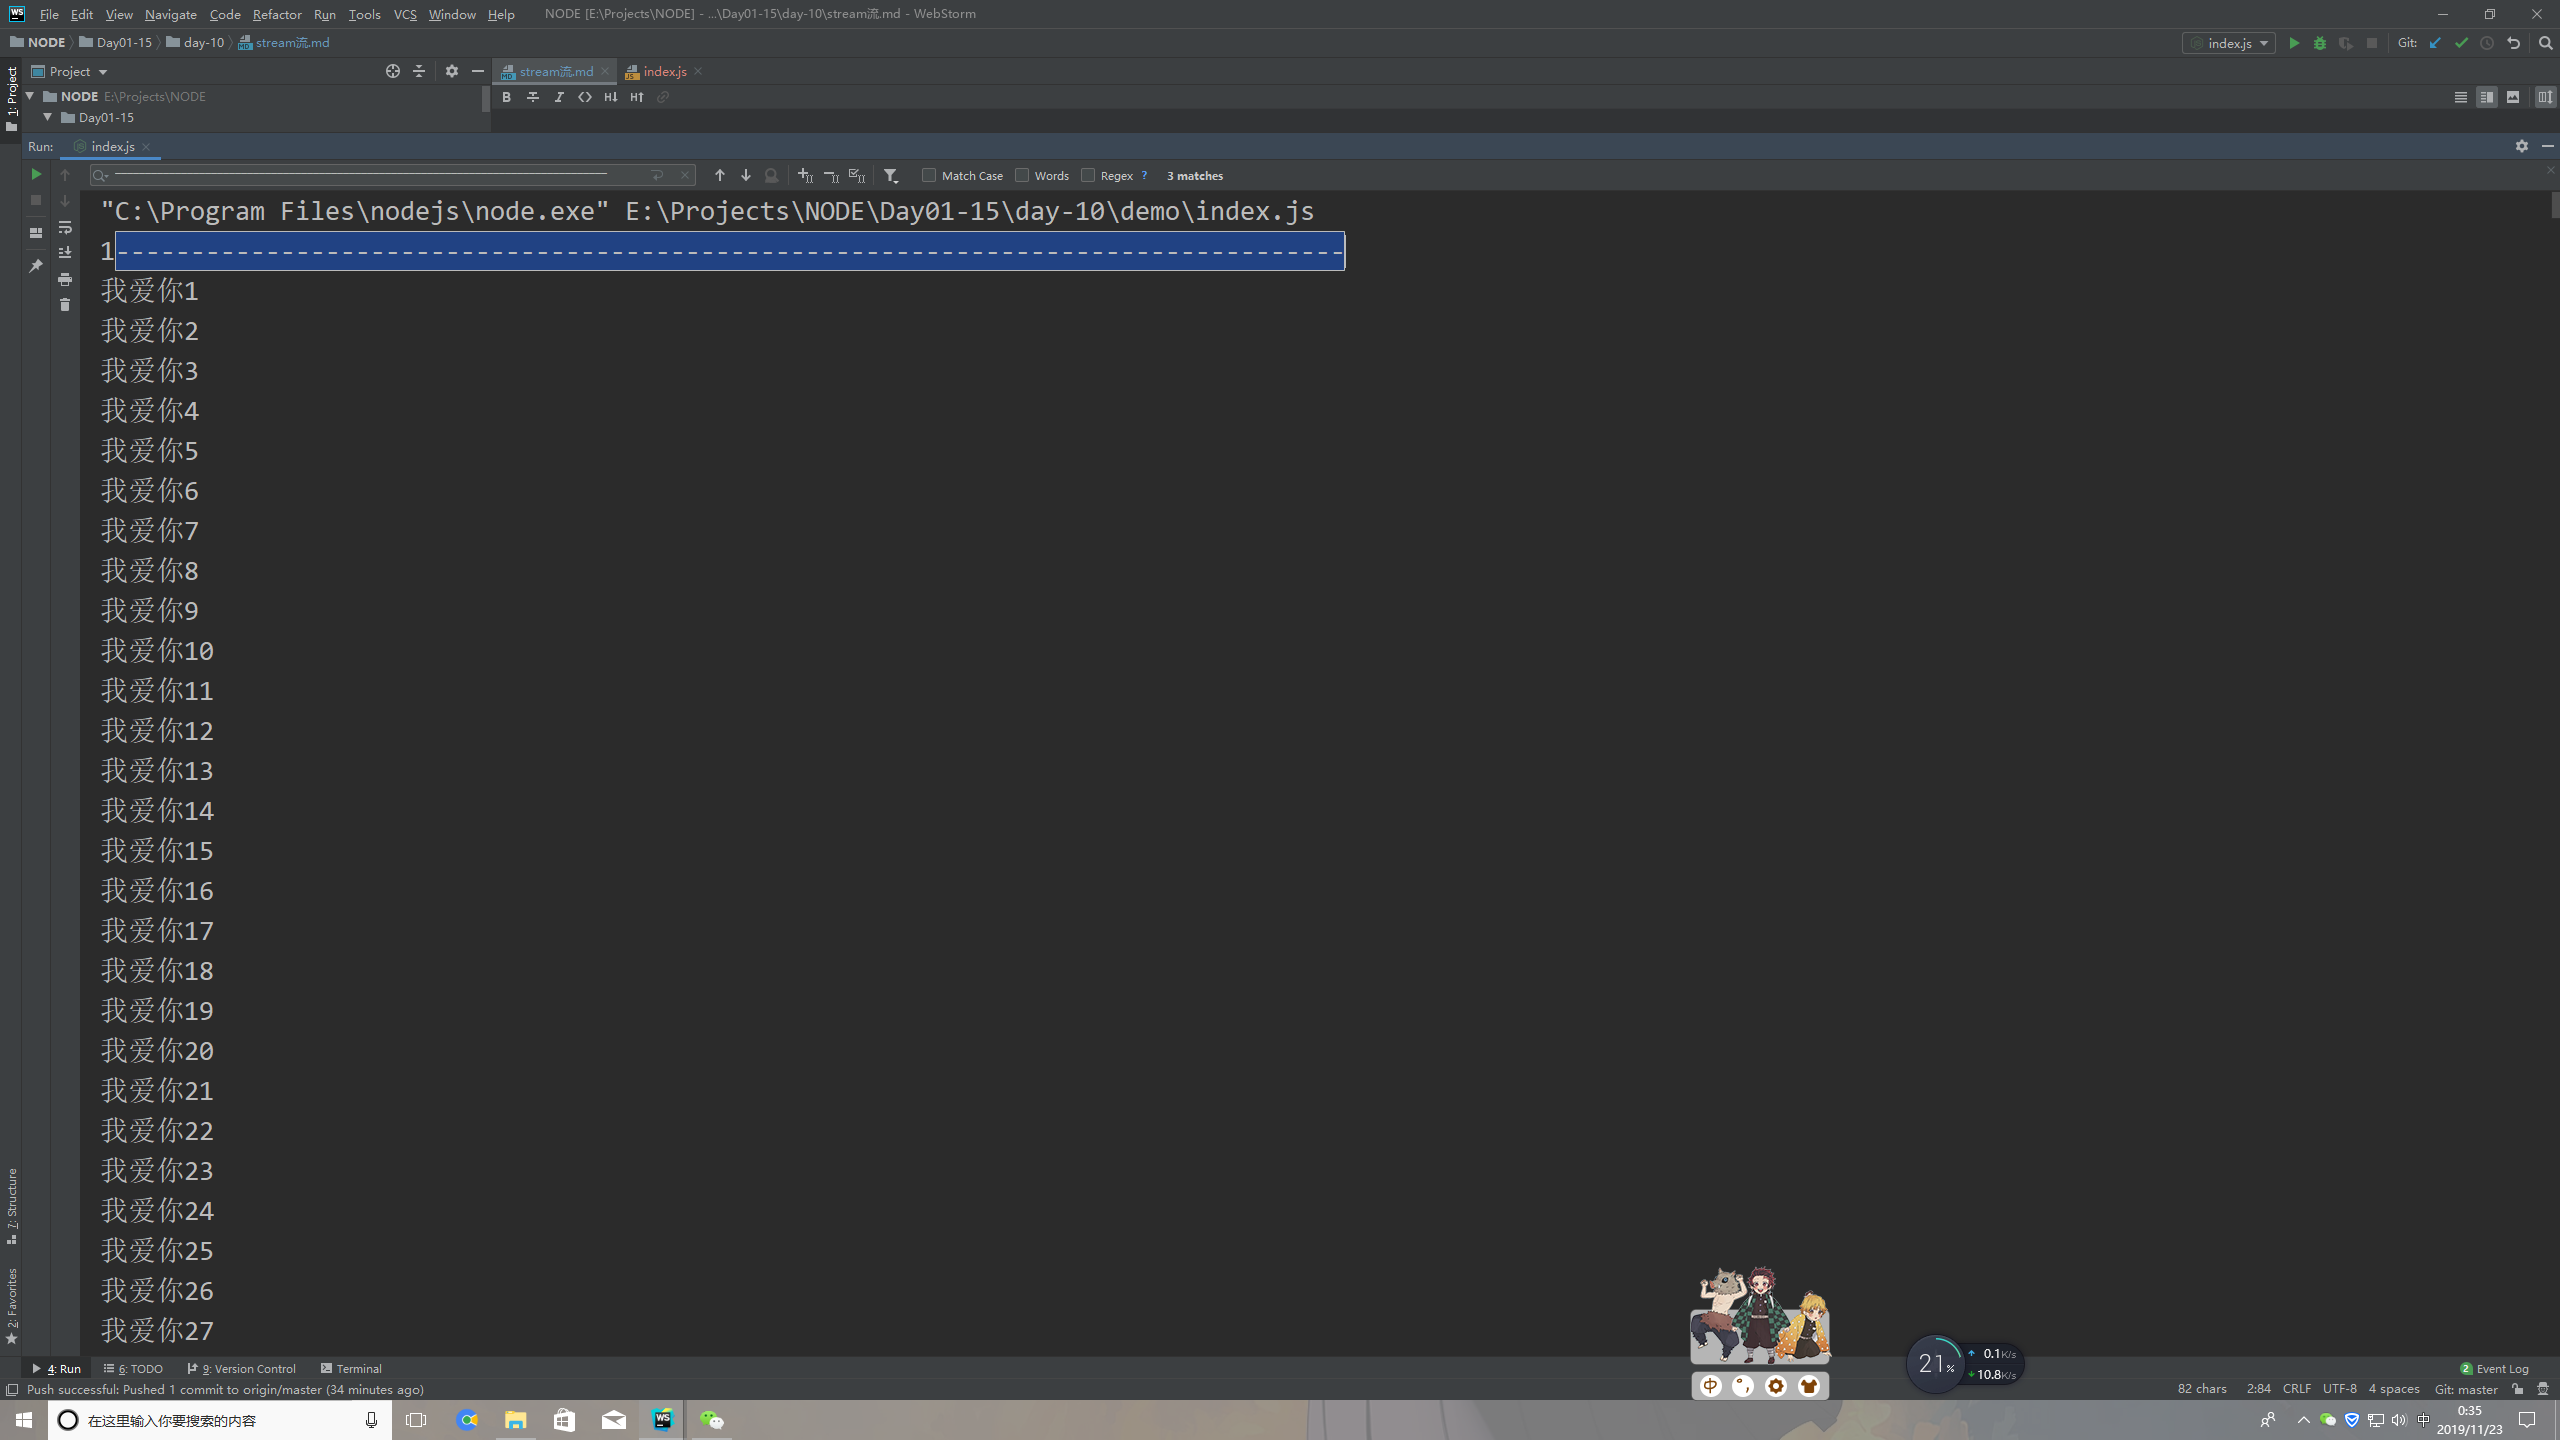 WS File Edit View Navigate Code Refactor Run Tools VCS Window Help NODE [E:\Projects\NODE] - ...\Day01-15\day-10\stream流.md - WebStorm
NODE Day01-15 day-10 stream流.md index.js Git:
1: Project Project stream流.md index.js
NODE E:\Projects\NODE B I H↓ H↑
Day01-15
Run: index.js
Match Case Words Regex ? 3 matches
"C:\Program Files\nodejs\node.exe" E:\Projects\NODE\Day01-15\day-10\demo\index.js
1----------------------------------------------------------------------------------
我爱你1
我爱你2
我爱你3
我爱你4
我爱你5
我爱你6
我爱你7
我爱你8
我爱你9
我爱你10
我爱你11
我爱你12
我爱你13
我爱你14
我爱你15
我爱你16
我爱你17
我爱你18
我爱你19
我爱你20
我爱你21
我爱你22
我爱你23
我爱你24
我爱你25
我爱你26
我爱你27
7: Structure
2: Favorites
21% 0.1K/s
10.8K/s
4: Run 6: TODO 9: Version Control Terminal 2 Event Log
Push successful: Pushed 1 commit to origin/master (34 minutes ago) 中 82 chars 2:84 CRLF UTF-8 4 spaces Git: master
在这里输入你要搜索的内容 WS 中 0:35
2019/11/23